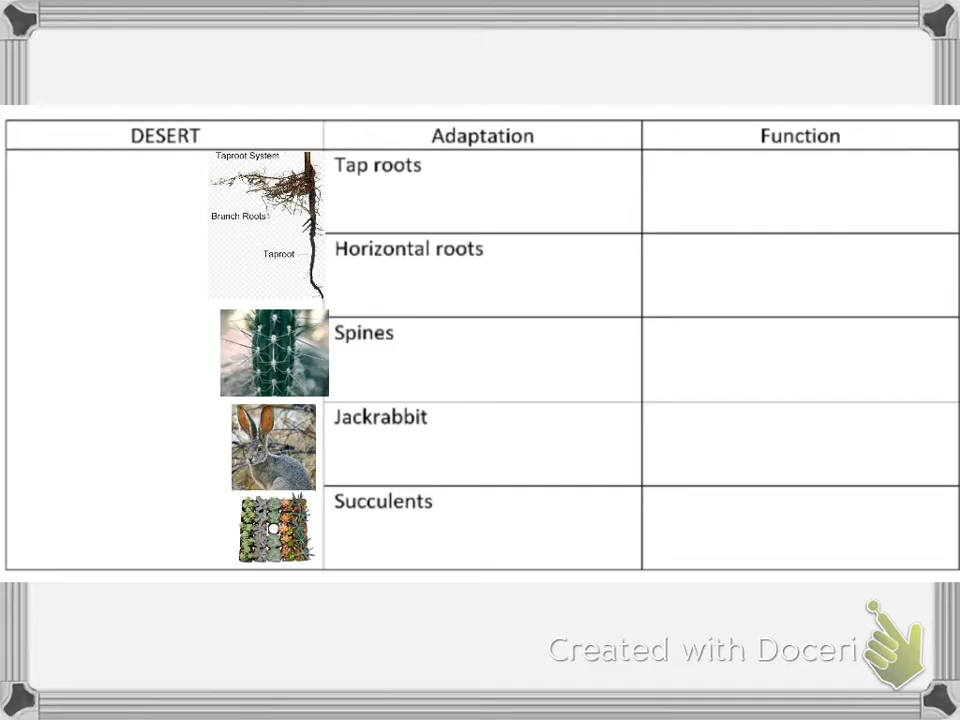 DESERT
Adaptation
Function
Taproot System
Branch Roots
Taproot
Tap roots
Horizontal roots
Spines
Jackrabbit
Succulents
Created with Doceri